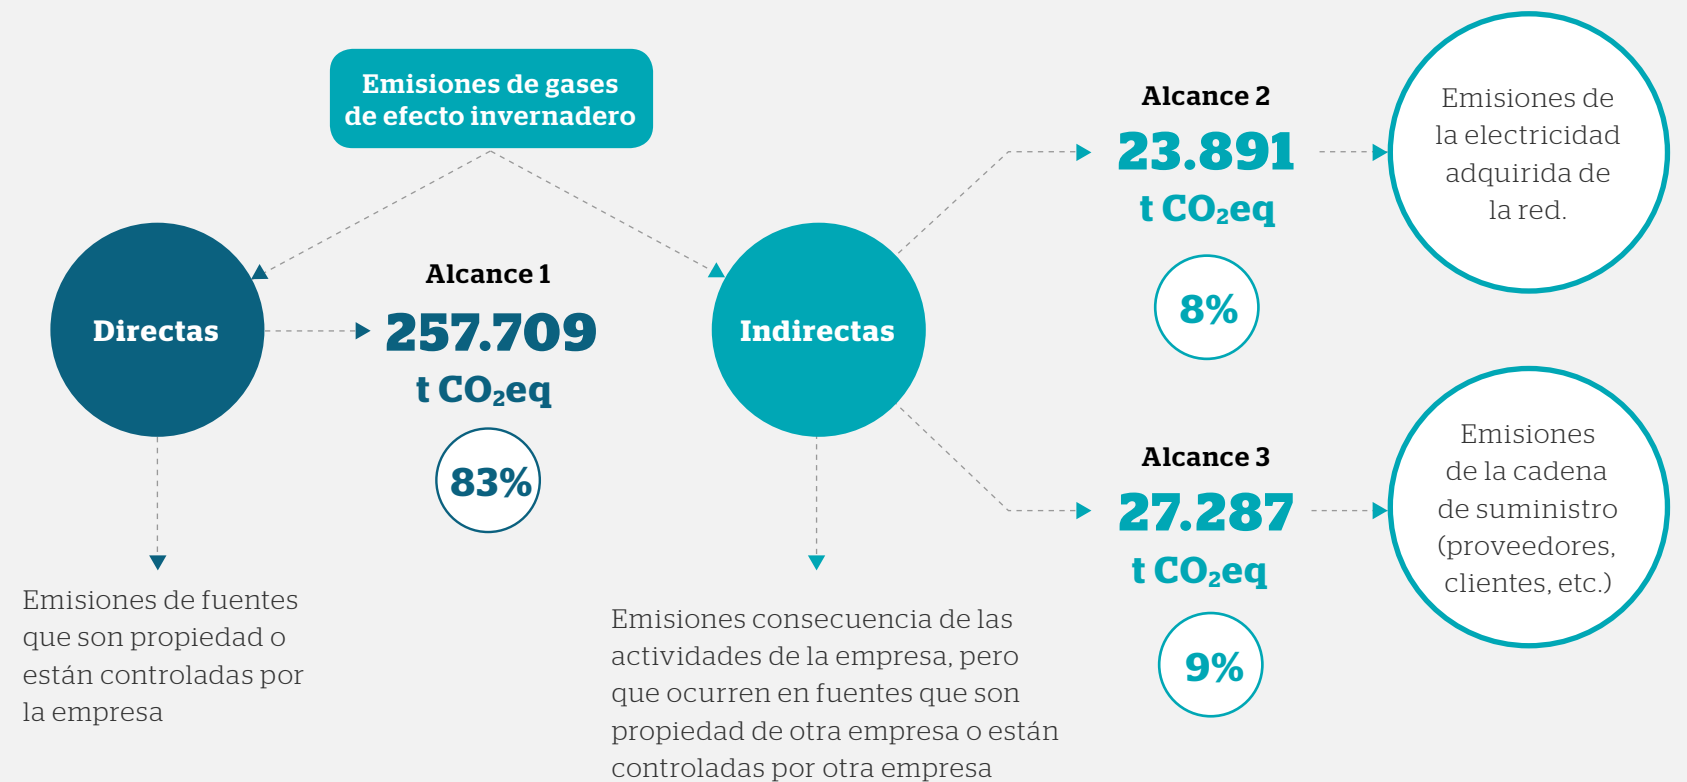 Emisiones de gases
de efecto invernadero
Directas
Alcance 1
257.709
t CO₂eq
83%
Emisiones de fuentes
que son propiedad o
están controladas por
la empresa
Indirectas
Emisiones consecuencia de las
actividades de la empresa, pero
que ocurren en fuentes que son
propiedad de otra empresa o están
controladas por otra empresa
Alcance 2
23.891
t CO₂eq
8%
Emisiones de
la electricidad
adquirida de
la red.
Alcance 3
27.287
t CO₂eq
9%
Emisiones
de la cadena
de suministro
(proveedores,
clientes, etc.)